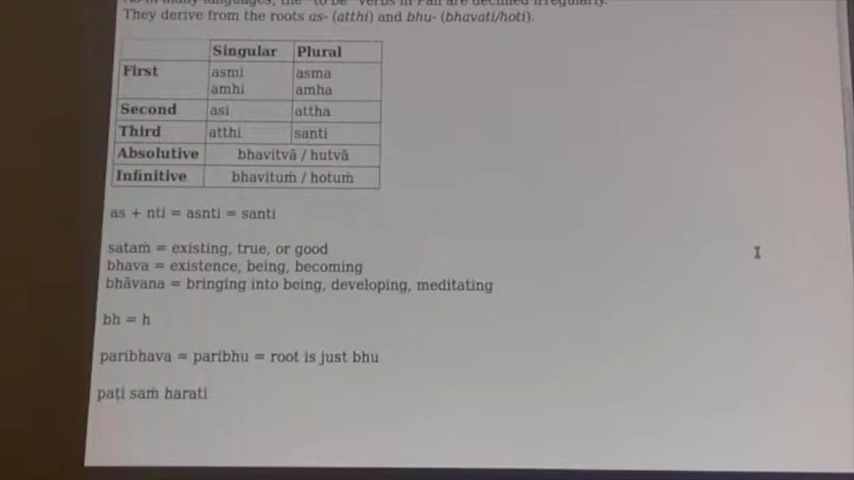 They derive from the roots as- (atthi) and bhu- (bhavati/hoti).
Singular Plural
First asmi asma
amhi amha
Second asi attha
Third atthi santi
Absolutive bhavitvā / hutvā
Infinitive bhavituṁ / hotuṁ
as + nti = asnti = santi
sataṁ = existing, true, or good
bhava = existence, being, becoming
bhāvana = bringing into being, developing, meditating
bh = h
paribhava = paribhu = root is just bhu
paṭi saṁ harati